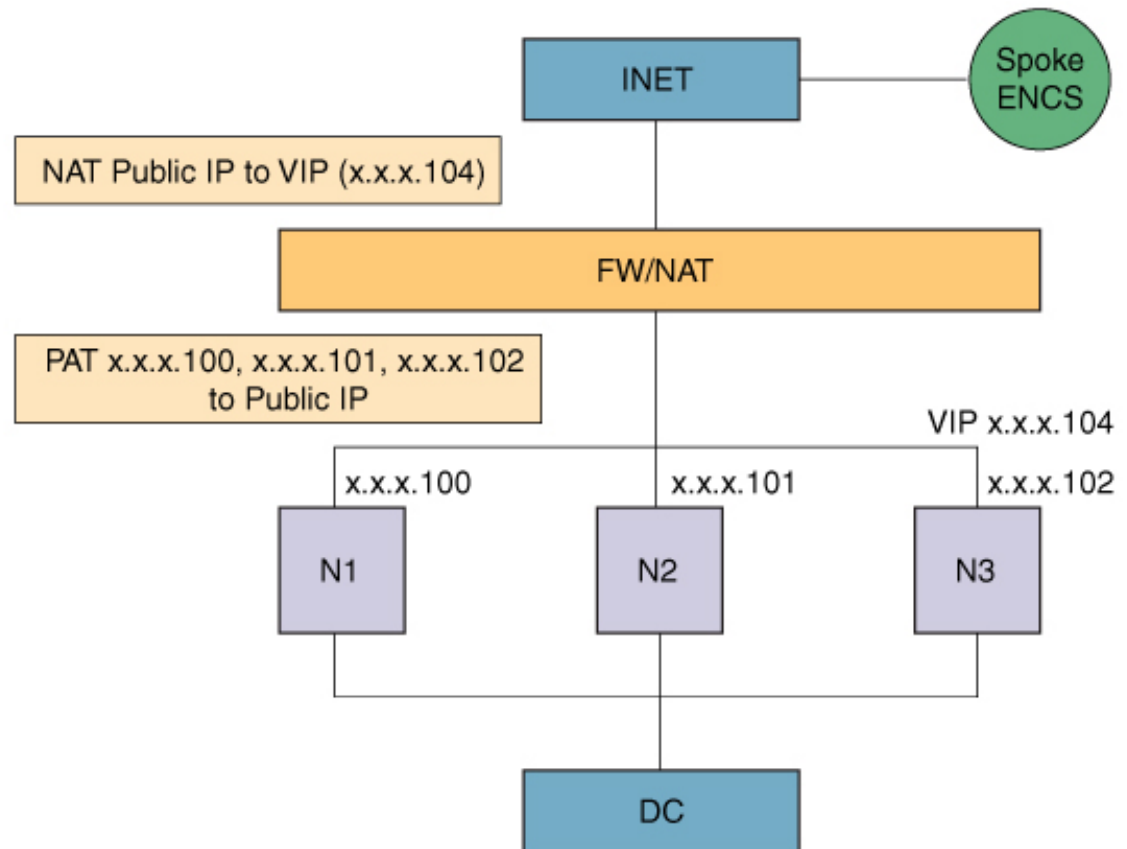 INET
Spoke
ENCS
NAT Public IP to VIP (x.x.x.104)
FW/NAT
PAT x.x.x.100, x.x.x.101, x.x.x.102
to Public IP
VIP x.x.x.104
x.x.x.100
x.x.x.101
x.x.x.102
N1
N2
N3
DC